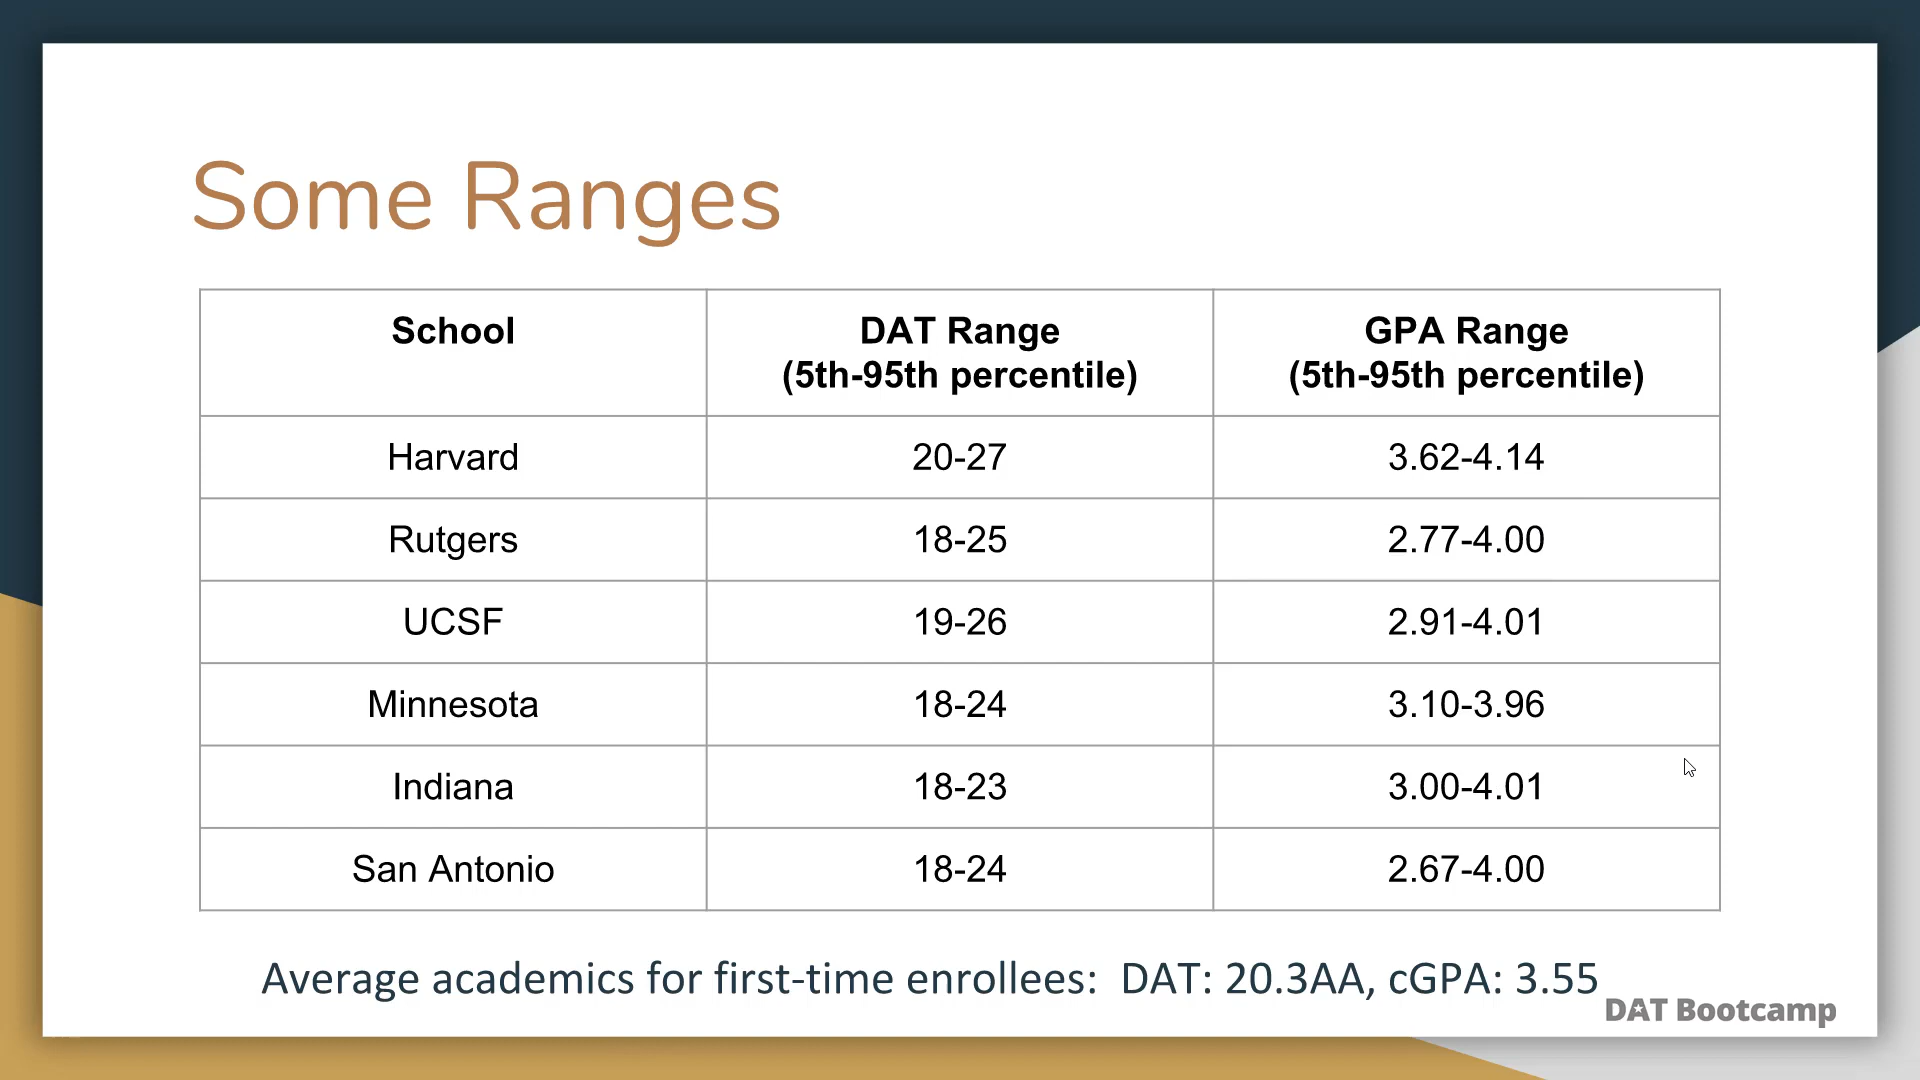 Some Ranges
School DAT Range GPA Range
(5th-95th percentile) (5th-95th percentile)
Harvard 20-27 3.62-4.14
Rutgers 18-25 2.77-4.00
UCSF 19-26 2.91-4.01
Minnesota 18-24 3.10-3.96
Indiana 18-23 3.00-4.01
San Antonio 18-24 2.67-4.00
Average academics for first-time enrollees: DAT: 20.3AA, cGPA: 3.55
DAT Bootcamp